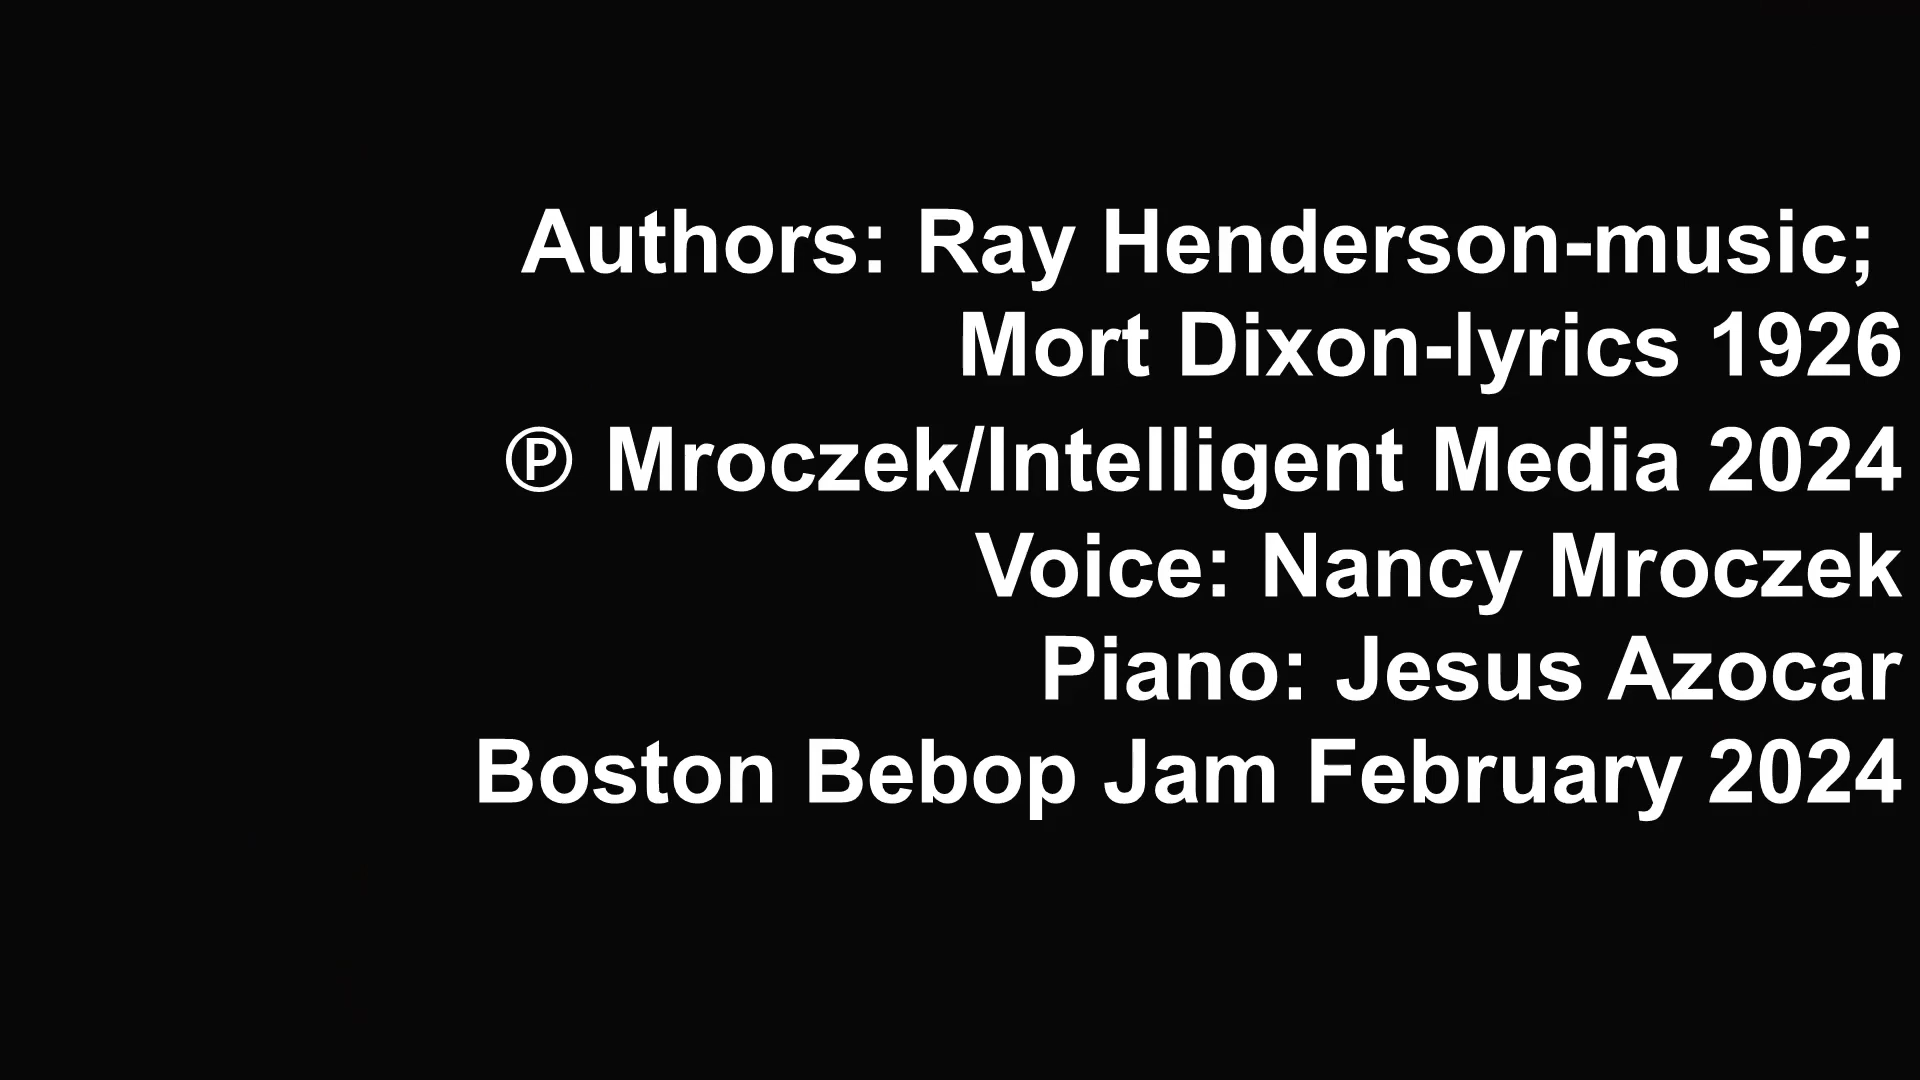 Authors: Ray Henderson-music;
Mort Dixon-lyrics 1926
℗ Mroczek/Intelligent Media 2024
Voice: Nancy Mroczek
Piano: Jesus Azocar
Boston Bebop Jam February 2024